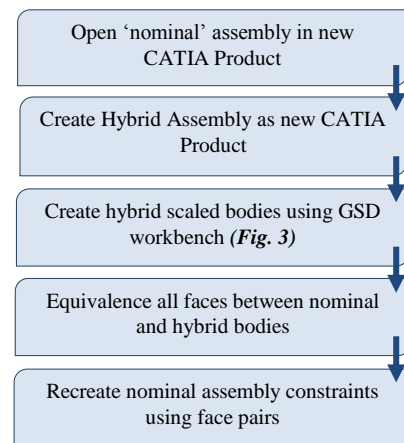 Open ‘nominal’ assembly in new
CATIA Product
Create Hybrid Assembly as new CATIA
Product
Create hybrid scaled bodies using GSD
workbench (Fig. 3)
Equivalence all faces between nominal
and hybrid bodies
Recreate nominal assembly constraints
using face pairs